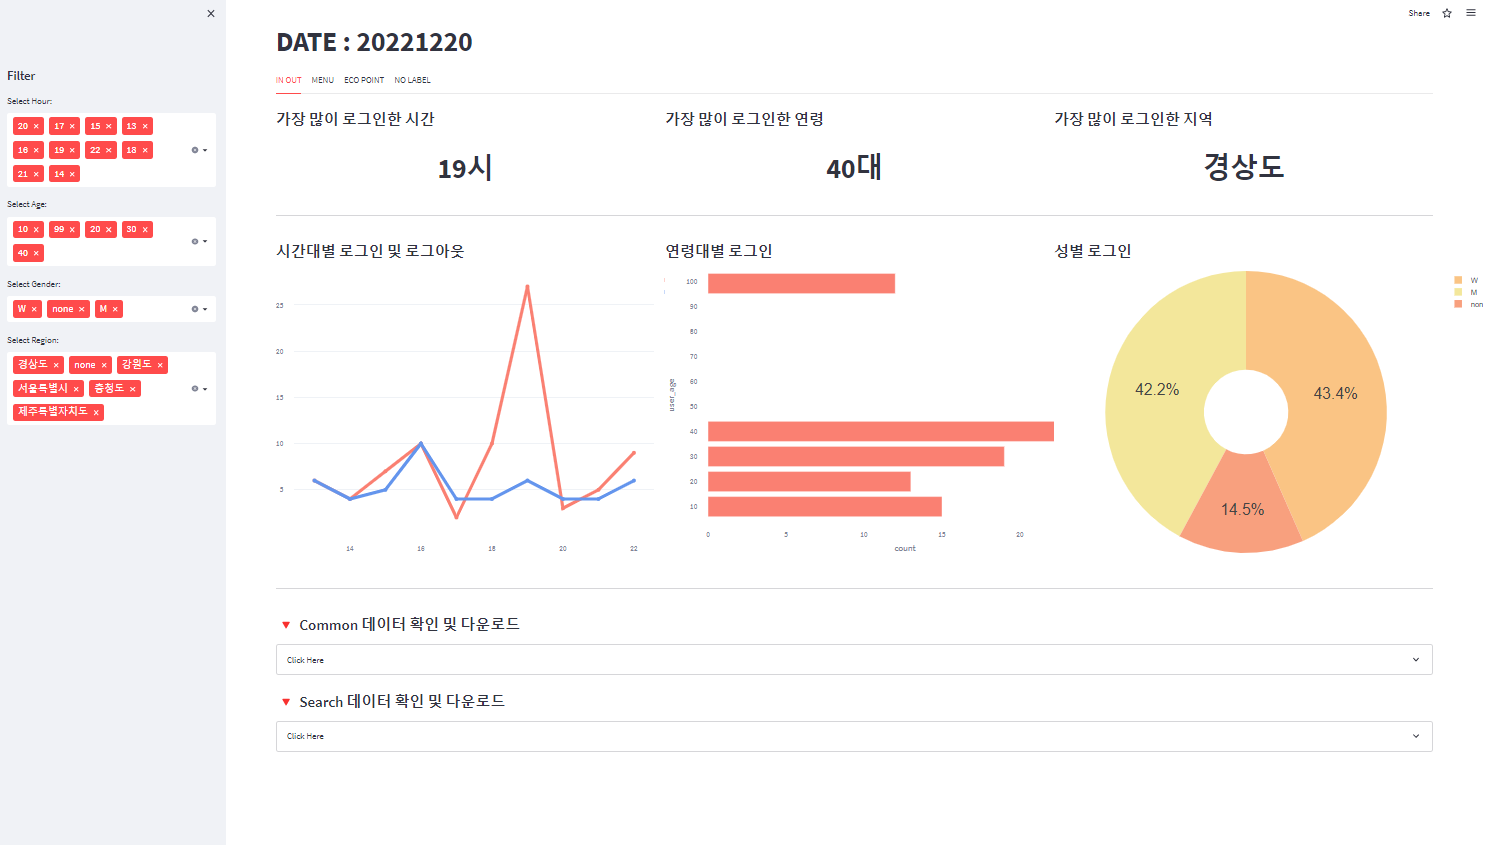 Share
DATE : 20221220
Filter
IN OUT MENU ECO POINT NO LABEL
Select Hour:
20 × 17 × 15 × 13 ×
16 × 19 × 22 × 18 ×
21 × 14 ×
Select Age:
10 × 99 × 20 × 30 ×
40 ×
Select Gender:
W × none × M ×
Select Region:
경상도 × none × 강원도 ×
서울특별시 × 충청도 ×
제주특별자치도 ×
가장 많이 로그인한 시간
19시
가장 많이 로그인한 연령
40대
가장 많이 로그인한 지역
경상도
시간대별 로그인 및 로그아웃
25
20
15
10
5
14 16 18 20 22
연령대별 로그인
user_age
100
90
80
70
60
50
40
30
20
10
0 5 10 15 20
count
성별 로그인
42.2%
43.4%
14.5%
W
M
non
Common 데이터 확인 및 다운로드
Click Here
Search 데이터 확인 및 다운로드
Click Here